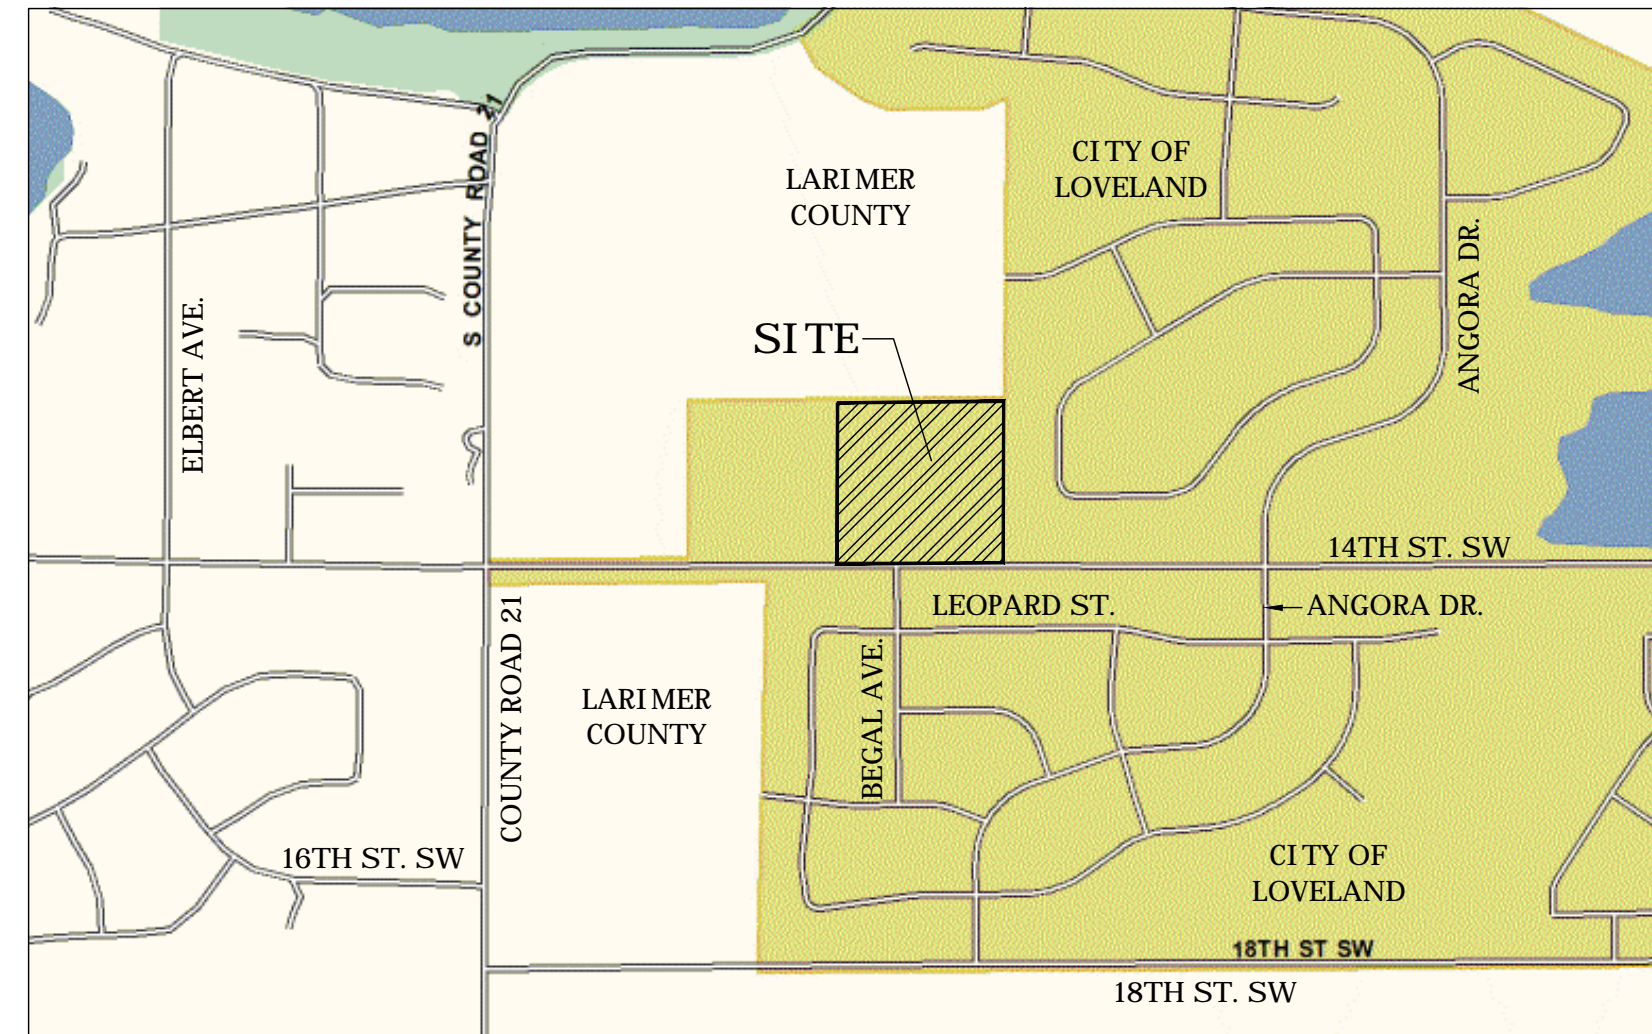 S COUNTY ROAD 21
CITY OF
LOVELAND
LARIMER
COUNTY
ANGORA DR.
ELBERT AVE.
SITE
14TH ST. SW
LEOPARD ST.
ANGORA DR.
COUNTY ROAD 21
BEGAL AVE.
LARIMER
COUNTY
16TH ST. SW
CITY OF
LOVELAND
18TH ST SW
18TH ST. SW